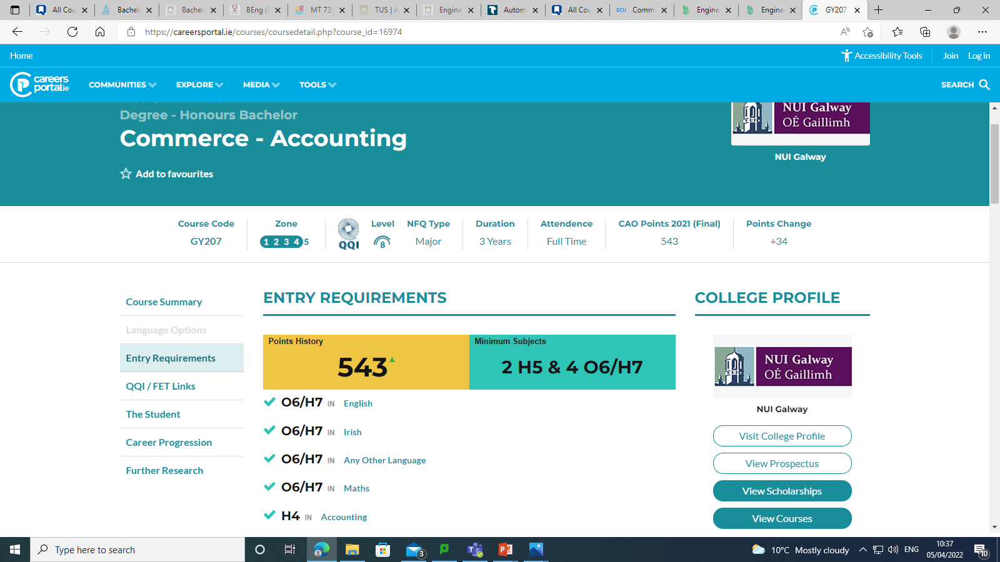 All Cou
Bachel
Bachel
BEng (
MT 73
TUS | A
Engine
Autom
All Cou
DCU Comm
Engine
Engine
GY207
https://careersportal.ie/courses/coursedetail.php?course_id=16974
Home
Accessibility Tools
Join
Log in
careers
portal.ie
COMMUNITIES
EXPLORE
MEDIA
TOOLS
SEARCH
Degree - Honours Bachelor
Commerce - Accounting
Add to favourites
NUI Galway
OÉ Gaillimh
NUI Galway
Course Code
GY207
Zone
1 2 3 4 5
QQI
Level
8
NFQ Type
Major
Duration
3 Years
Attendence
Full Time
CAO Points 2021 (Final)
543
Points Change
+34
Course Summary
Language Options
Entry Requirements
QQI / FET Links
The Student
Career Progression
Further Research
ENTRY REQUIREMENTS
Points History
543
Minimum Subjects
2 H5 & 4 O6/H7
O6/H7 IN English
O6/H7 IN Irish
O6/H7 IN Any Other Language
O6/H7 IN Maths
H4 IN Accounting
COLLEGE PROFILE
NUI Galway
OÉ Gaillimh
NUI Galway
Visit College Profile
View Prospectus
View Scholarships
View Courses
Type here to search
3
10°C Mostly cloudy
ENG
10:37
05/04/2022
10